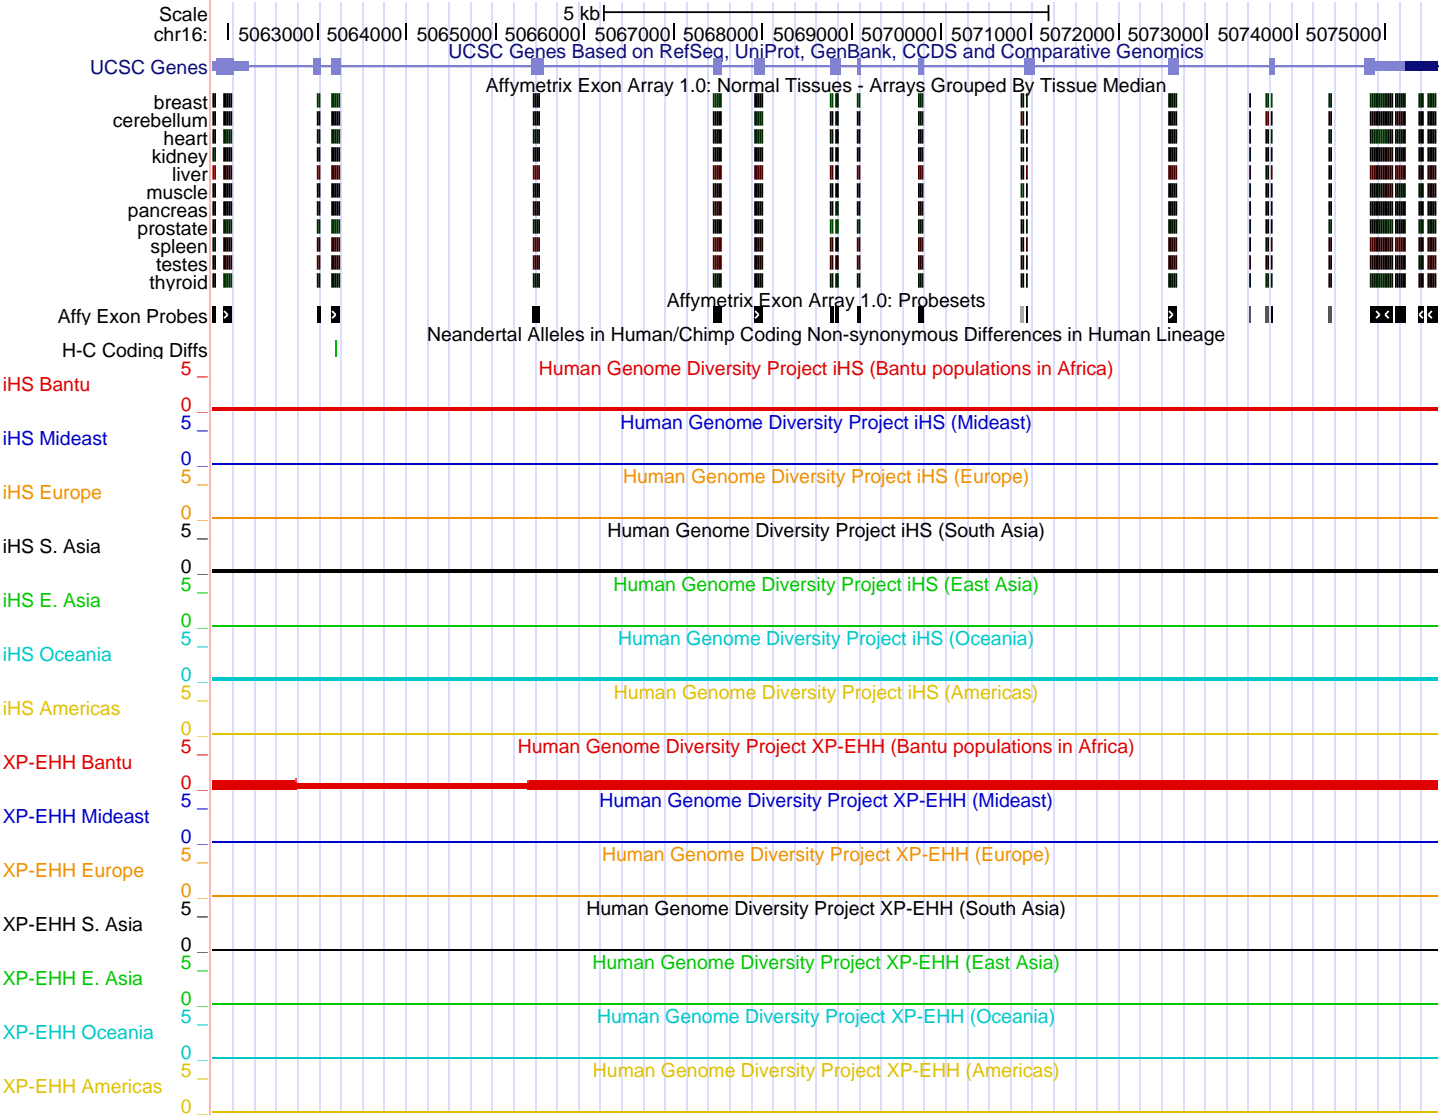 Scale 5 kb
chr16: 5063000 5064000 5065000 5066000 5067000 5068000 5069000 5070000 5071000 5072000 5073000 5074000 5075000
UCSC Genes Based on RefSeq, UniProt, GenBank, CCDS and Comparative Genomics
UCSC Genes
Affymetrix Exon Array 1.0: Normal Tissues - Arrays Grouped By Tissue Median
breast
cerebellum
heart
kidney
liver
muscle
pancreas
prostate
spleen
testes
thyroid
Affymetrix Exon Array 1.0: Probesets
Affy Exon Probes
Neandertal Alleles in Human/Chimp Coding Non-synonymous Differences in Human Lineage
H-C Coding Diffs
5 Human Genome Diversity Project iHS (Bantu populations in Africa)
iHS Bantu
0
5 Human Genome Diversity Project iHS (Mideast)
iHS Mideast
0
5 Human Genome Diversity Project iHS (Europe)
iHS Europe
0
5 Human Genome Diversity Project iHS (South Asia)
iHS S. Asia
0
5 Human Genome Diversity Project iHS (East Asia)
iHS E. Asia
0
5 Human Genome Diversity Project iHS (Oceania)
iHS Oceania
0
5 Human Genome Diversity Project iHS (Americas)
iHS Americas
0
5 Human Genome Diversity Project XP-EHH (Bantu populations in Africa)
XP-EHH Bantu
0
5 Human Genome Diversity Project XP-EHH (Mideast)
XP-EHH Mideast
0
5 Human Genome Diversity Project XP-EHH (Europe)
XP-EHH Europe
0
5 Human Genome Diversity Project XP-EHH (South Asia)
XP-EHH S. Asia
0
5 Human Genome Diversity Project XP-EHH (East Asia)
XP-EHH E. Asia
0
5 Human Genome Diversity Project XP-EHH (Oceania)
XP-EHH Oceania
0
5 Human Genome Diversity Project XP-EHH (Americas)
XP-EHH Americas
0